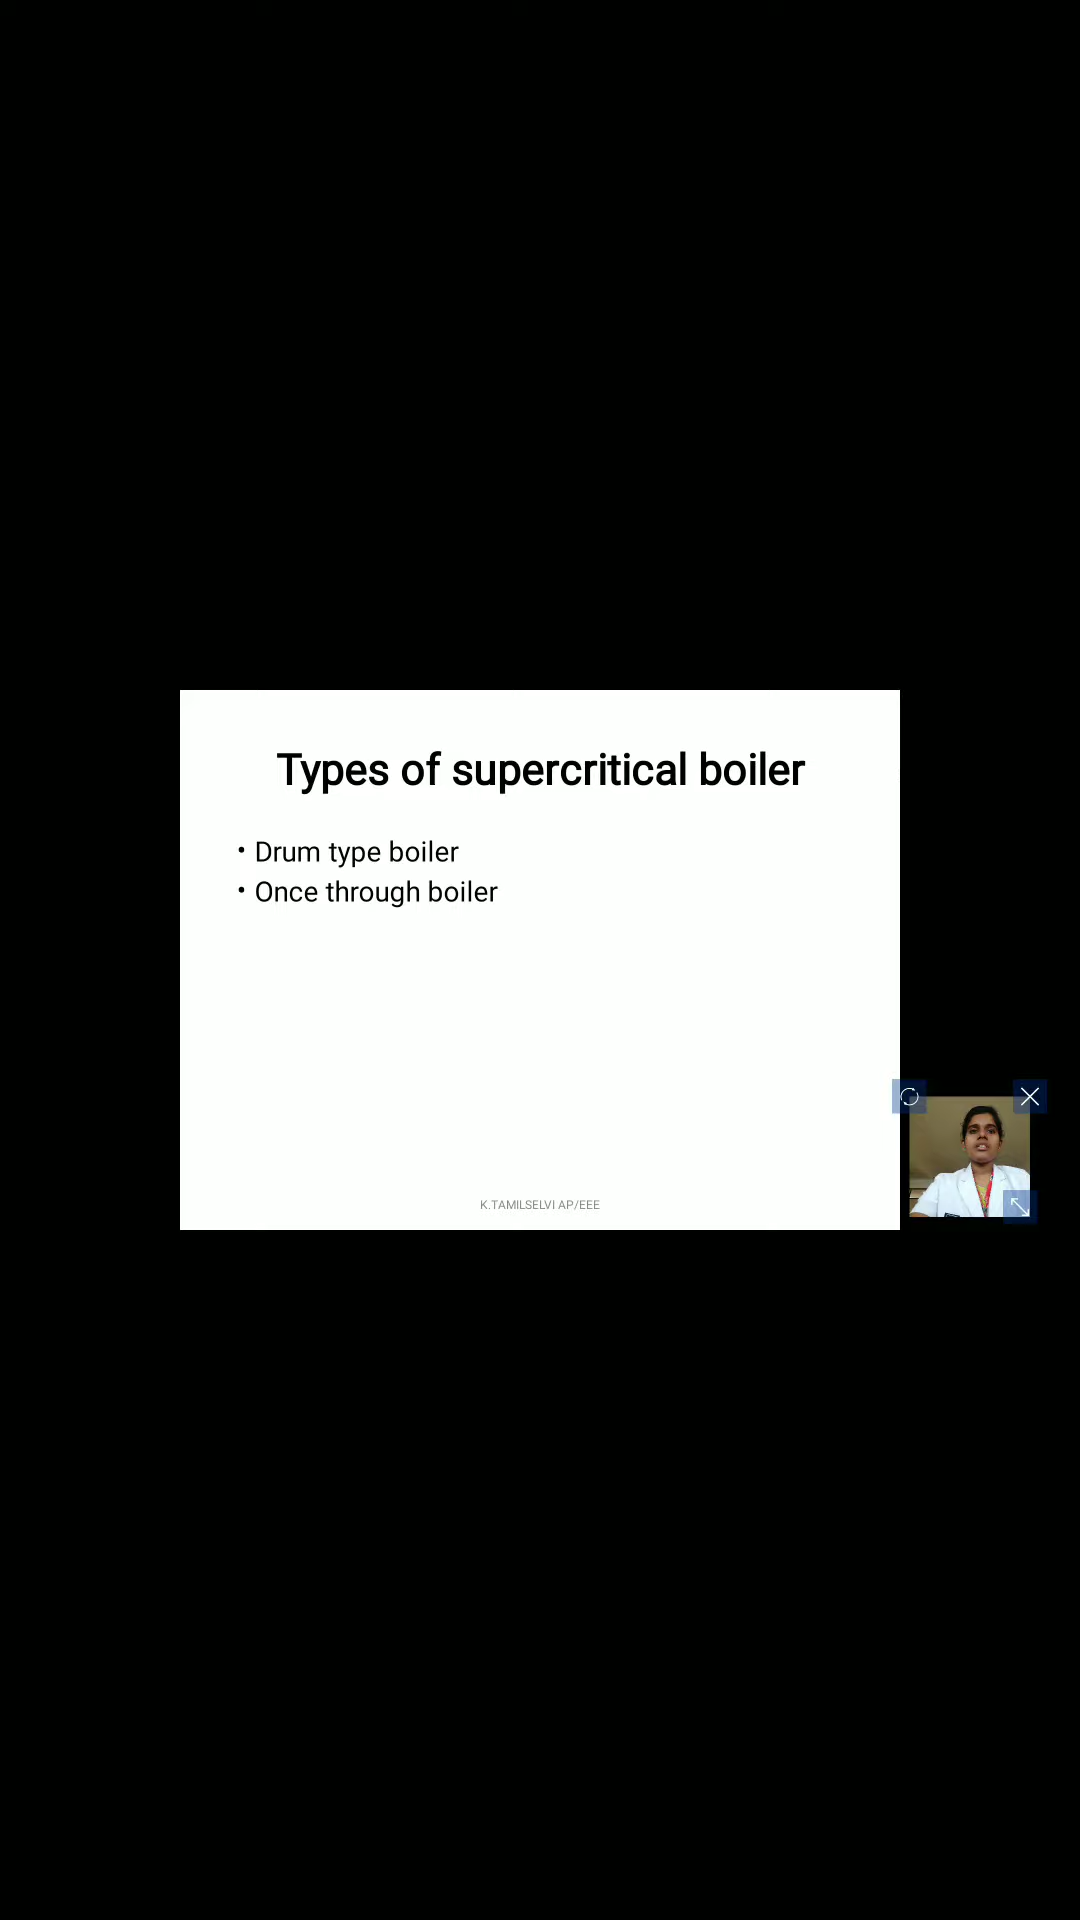 Types of supercritical boiler
• Drum type boiler
• Once through boiler
K.TAMILSELVI AP/EEE